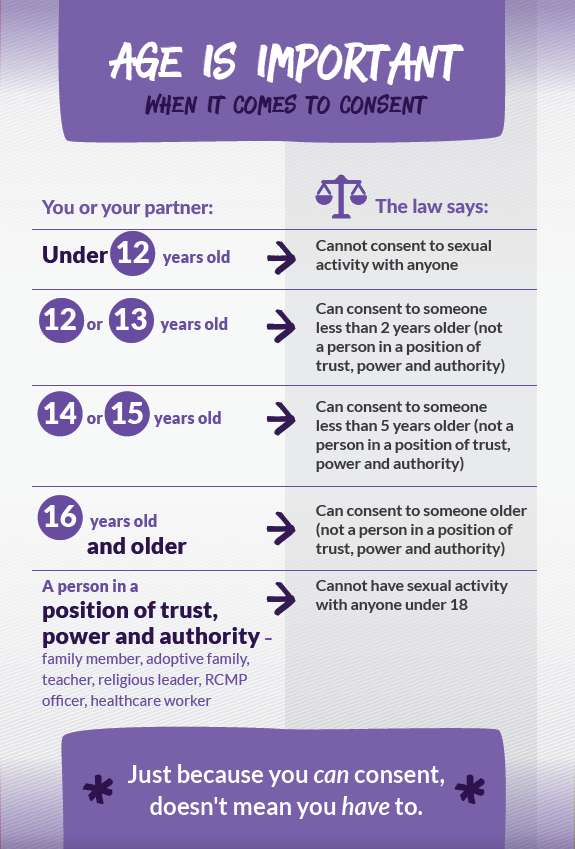 AGE IS IMPORTANT
WHEN IT COMES TO CONSENT
You or your partner:
The law says:
Under 12 years old
Cannot consent to sexual
activity with anyone
12 or 13 years old
Can consent to someone
less than 2 years older (not
a person in a position of
trust, power and authority)
14 or 15 years old
Can consent to someone
less than 5 years older (not a
person in a position of trust,
power and authority)
16 years old
and older
Can consent to someone older
(not a person in a position of
trust, power and authority)
A person in a
position of trust,
power and authority –
family member, adoptive family,
teacher, religious leader, RCMP
officer, healthcare worker
Cannot have sexual activity
with anyone under 18
Just because you can consent,
doesn't mean you have to.